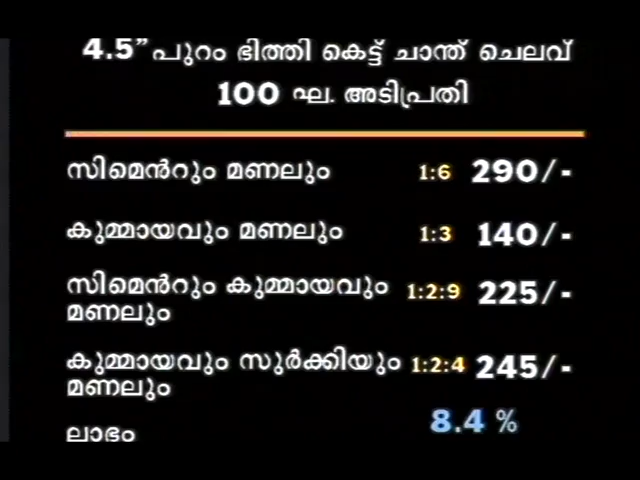 4.5” പുറം ഭിത്തി കെട്ട് ചാന്ത് ചെലവ്
100 ഘ. അടിപ്രതി
സിമെൻറും മണലും 1:6 290/-
കുമ്മായവും മണലും 1:3 140/-
സിമെൻറും കുമ്മായവും 1:2:9 225/-
മണലും
കുമ്മായവും സുർക്കിയും 1:2:4 245/-
മണലും
ലാഭം 8.4 %